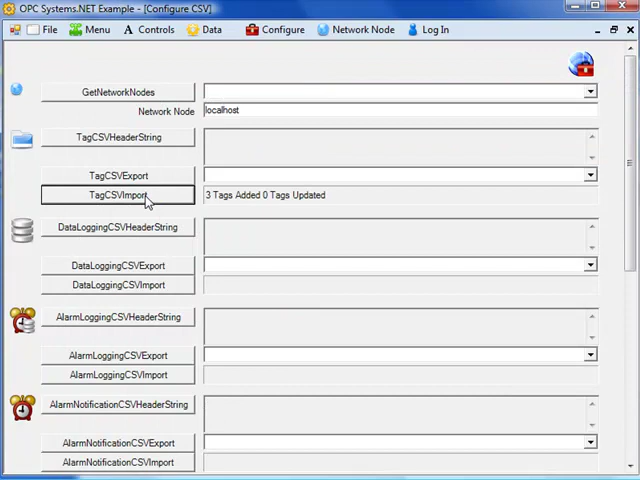 OPC Systems.NET Example - [Configure CSV]
File Menu Controls Data Configure Network Node Log In
GetNetworkNodes
Network Node localhost
TagCSVHeaderString
TagCSVExport
TagCSVImport 3 Tags Added 0 Tags Updated
DataLoggingCSVHeaderString
DataLoggingCSVExport
DataLoggingCSVImport
AlarmLoggingCSVHeaderString
AlarmLoggingCSVExport
AlarmLoggingCSVImport
AlarmNotificationCSVHeaderString
AlarmNotificationCSVExport
AlarmNotificationCSVImport